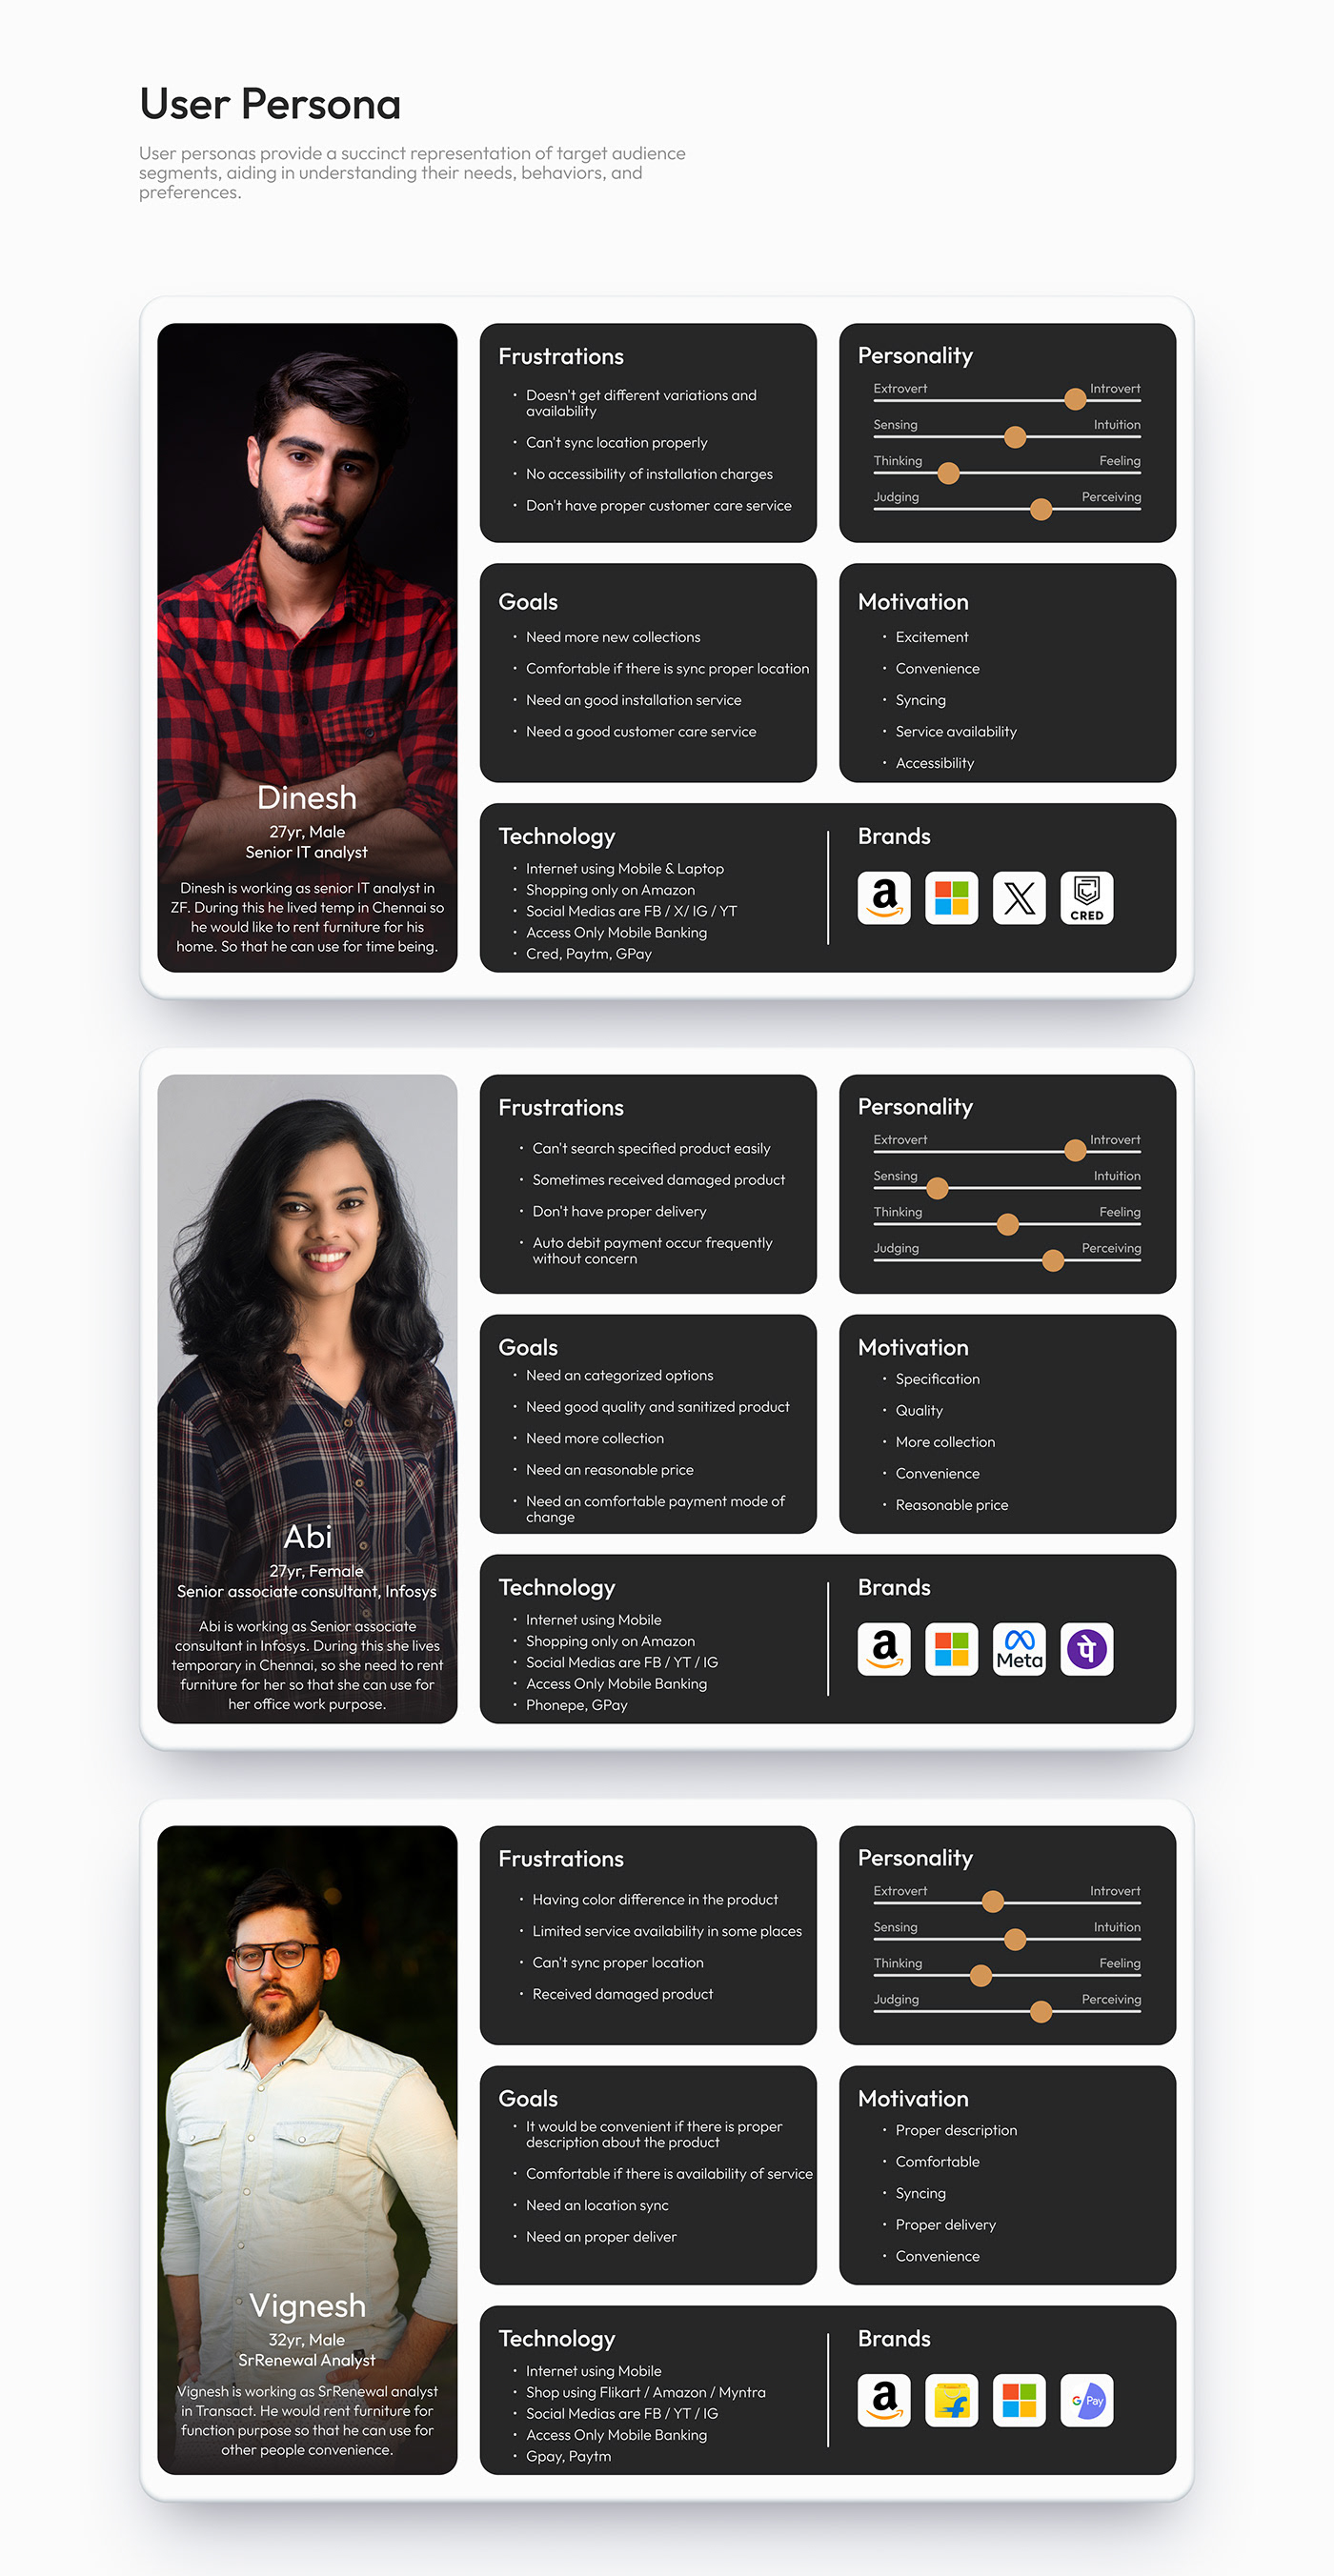 User Persona
User personas provide a succinct representation of target audience
segments, aiding in understanding their needs, behaviors, and
preferences.
Dinesh
27yr, Male
Senior IT analyst
Dinesh is working as senior IT analyst in
ZF. During this he lived temp in Chennai so
he would like to rent furniture for his
home. So that he can use for time being.
Frustrations
• Doesn't get different variations and
availability
• Can't sync location properly
• No accessibility of installation charges
• Don't have proper customer care service
Personality
Extrovert Introvert
Sensing Intuition
Thinking Feeling
Judging Perceiving
Goals
• Need more new collections
• Comfortable if there is sync proper location
• Need an good installation service
• Need a good customer care service
Motivation
• Excitement
• Convenience
• Syncing
• Service availability
• Accessibility
Technology
• Internet using Mobile & Laptop
• Shopping only on Amazon
• Social Medias are FB / X/ IG / YT
• Access Only Mobile Banking
• Cred, Paytm, GPay
Brands
a
X
CRED
Abi
27yr, Female
Senior associate consultant, Infosys
Abi is working as Senior associate
consultant in Infosys. During this she lives
temporary in Chennai, so she need to rent
furniture for her so that she can use for
her office work purpose.
Frustrations
• Can't search specified product easily
• Sometimes received damaged product
• Don't have proper delivery
• Auto debit payment occur frequently
without concern
Personality
Extrovert Introvert
Sensing Intuition
Thinking Feeling
Judging Perceiving
Goals
• Need an categorized options
• Need good quality and sanitized product
• Need more collection
• Need an reasonable price
• Need an comfortable payment mode of
change
Motivation
• Specification
• Quality
• More collection
• Convenience
• Reasonable price
Technology
• Internet using Mobile
• Shopping only on Amazon
• Social Medias are FB / YT / IG
• Access Only Mobile Banking
• Phonepe, GPay
Brands
a
Meta
पे
Vignesh
32yr, Male
SrRenewal Analyst
Vignesh is working as SrRenewal analyst
in Transact. He would rent furniture for
function purpose so that he can use for
other people convenience.
Frustrations
• Having color difference in the product
• Limited service availability in some places
• Can't sync proper location
• Received damaged product
Personality
Extrovert Introvert
Sensing Intuition
Thinking Feeling
Judging Perceiving
Goals
• It would be convenient if there is proper
description about the product
• Comfortable if there is availability of service
• Need an location sync
• Need an proper deliver
Motivation
• Proper description
• Comfortable
• Syncing
• Proper delivery
• Convenience
Technology
• Internet using Mobile
• Shop using Flikart / Amazon / Myntra
• Social Medias are FB / YT / IG
• Access Only Mobile Banking
• Gpay, Paytm
Brands
a
f
G Pay